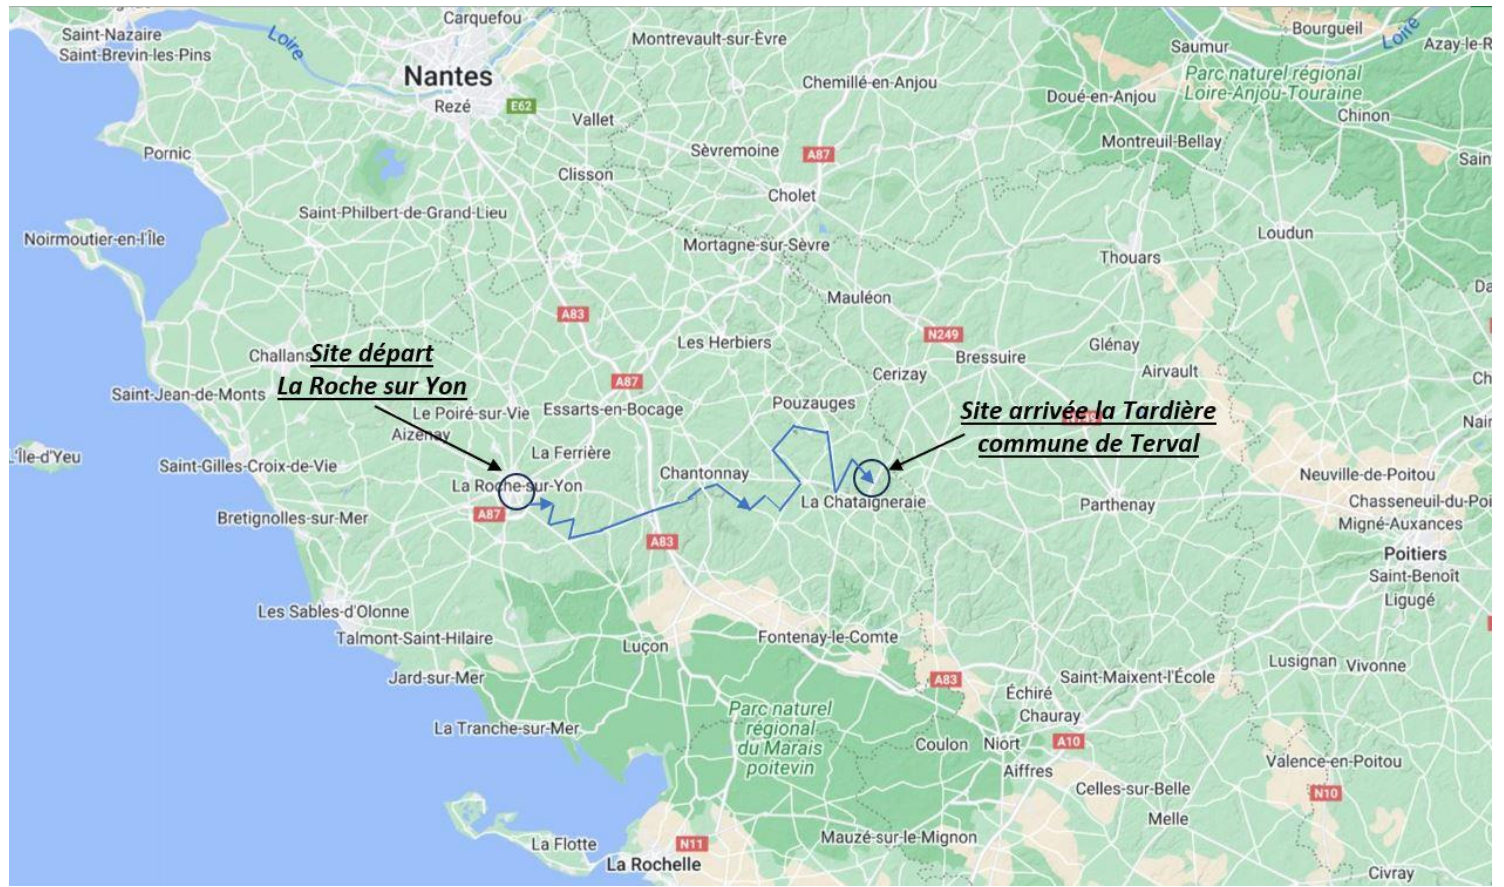 Carquefou
Saint-Nazaire
Loire
Saint-Brevin-les-Pins
Nantes
Rezé
E62
Vallet
Montrevault-sur-Èvre
Chemillé-en-Anjou
Saumur
Bourgueil
Loire
Azay-le-R
Parc naturel régional
Loire-Anjou-Touraine
Doué-en-Anjou
Chinon
Montreuil-Bellay
Sain
Pornic
Clisson
Sèvremoine
A87
Cholet
Saint-Philbert-de-Grand-Lieu
Noirmoutier-en-l'Île
Mortagne-sur-Sèvre
Loudun
Thouars
Da
Mauléon
A83
N249
Les Herbiers
Bressuire
Glénay
Airvault
Ch
Challans
Site départ
La Roche sur Yon
A87
Cerizay
Saint-Jean-de-Monts
Le Poiré-sur-Vie
Essarts-en-Bocage
Pouzauges
Site arrivée la Tardière
commune de Terval
Nair
Aizenay
La Ferrière
L'Île-d'Yeu
Saint-Gilles-Croix-de-Vie
La Roche-sur-Yon
Chantonnay
La Chataigneraie
Parthenay
Neuville-de-Poitou
Chasseneuil-du-Poi
Migné-Auxances
Bretignolles-sur-Mer
A87
A83
Poitiers
Saint-Benoît
Ligugé
Les Sables-d'Olonne
Talmont-Saint-Hilaire
Luçon
Fontenay-le-Comte
Lusignan
Vivonne
Jard-sur-Mer
A83
Saint-Maixent-l'École
Échiré
Chauray
La Tranche-sur-Mer
Parc naturel
régional
du Marais
poitevin
Coulon
Niort
A10
Aiffres
Valence-en-Poitou
Celles-sur-Belle
N10
Melle
La Flotte
N11
La Rochelle
Mauzé-sur-le-Mignon
Civray